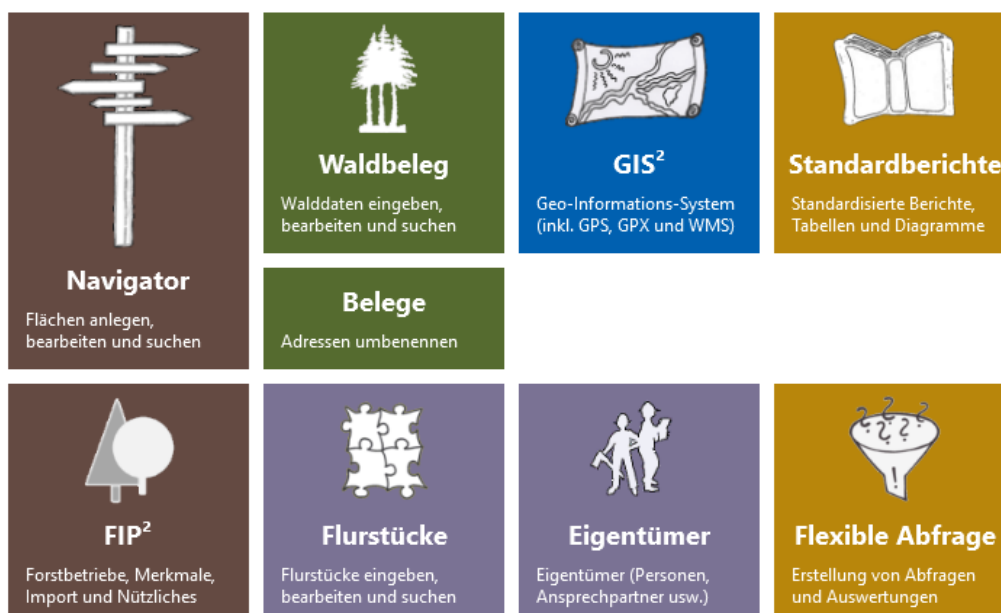 Navigator
Flächen anlegen,
bearbeiten und suchen
Waldbeleg
Walddaten eingeben,
bearbeiten und suchen
GIS²
Geo-Informations-System
(inkl. GPS, GPX und WMS)
Standardberichte
Standardisierte Berichte,
Tabellen und Diagramme
Belege
Adressen umbenennen
FIP²
Forstbetriebe, Merkmale,
Import und Nützliches
Flurstücke
Flurstücke eingeben,
bearbeiten und suchen
Eigentümer
Eigentümer (Personen,
Ansprechpartner usw.)
Flexible Abfrage
Erstellung von Abfragen
und Auswertungen